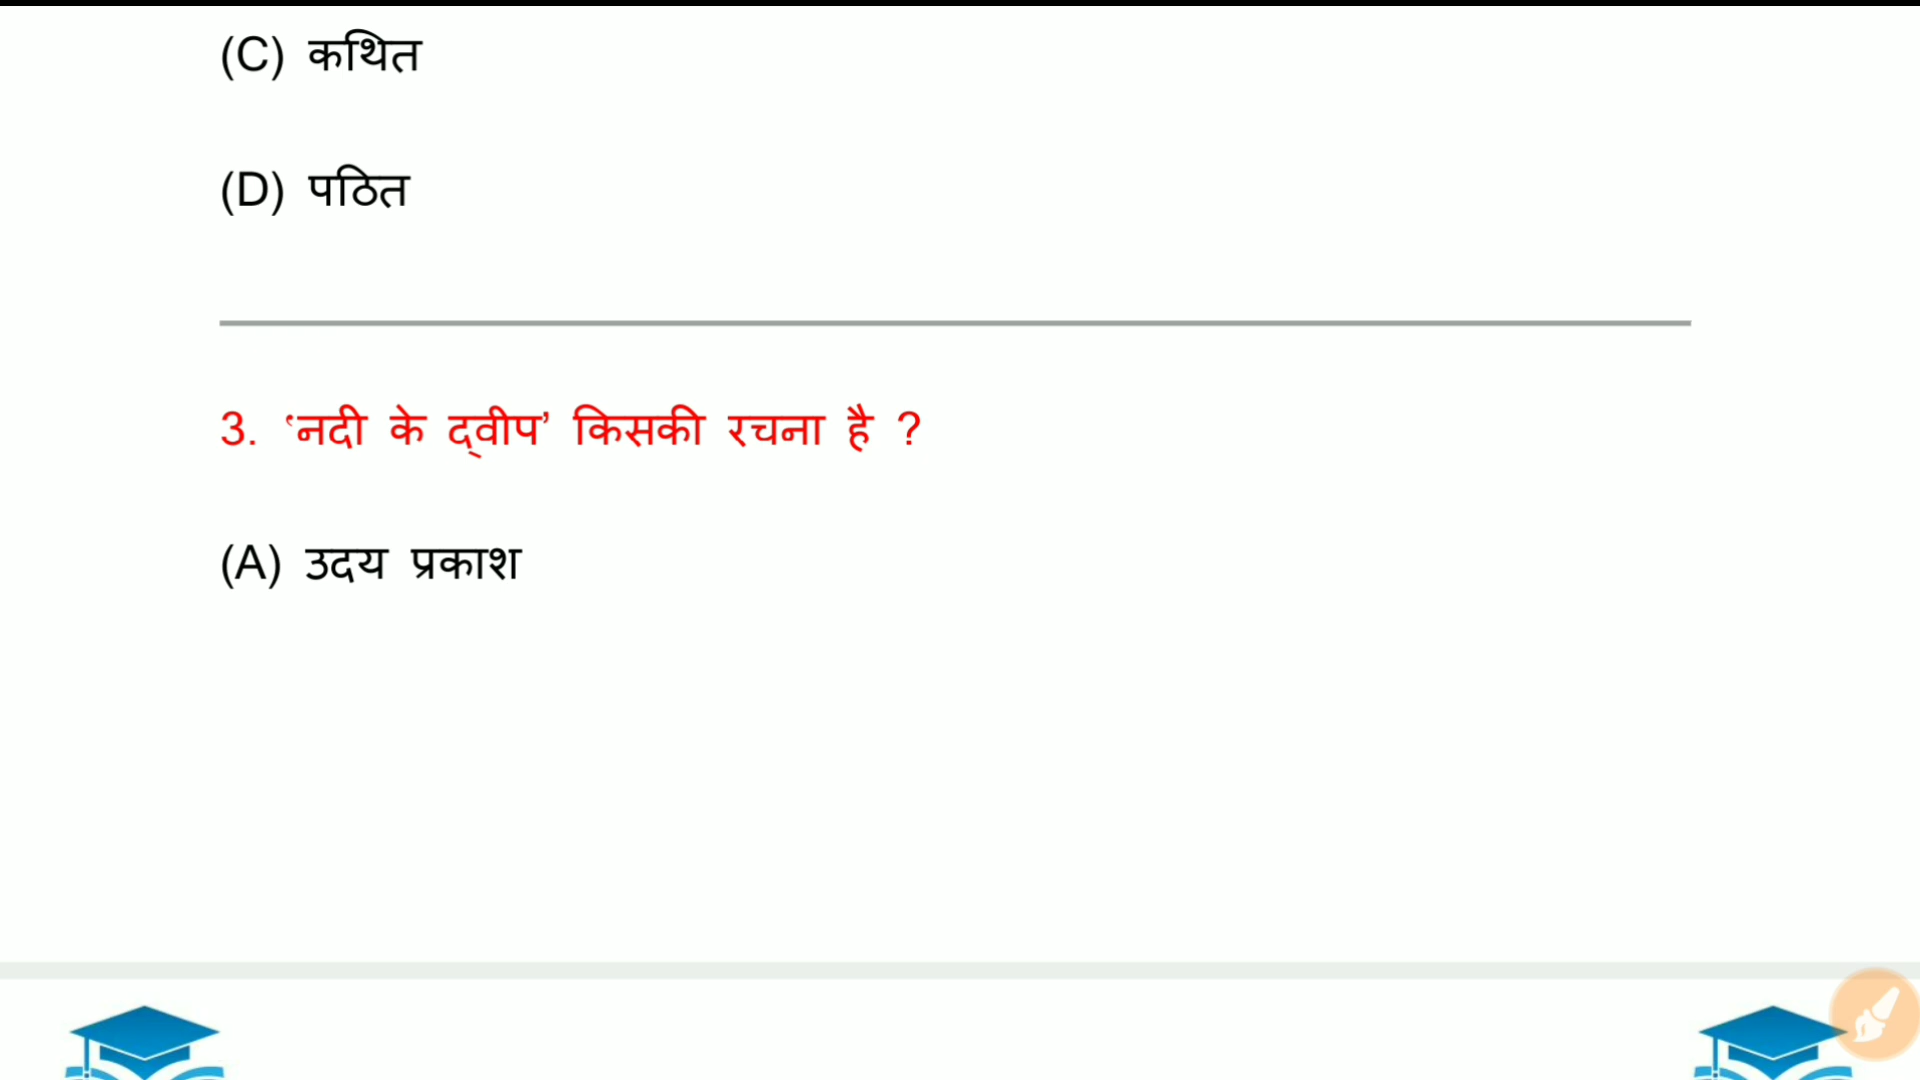 (C) कथित
(D) पठित
3. ‘नदी के द्‌वीप’ किसकी रचना है ?
(A) उदय प्रकाश